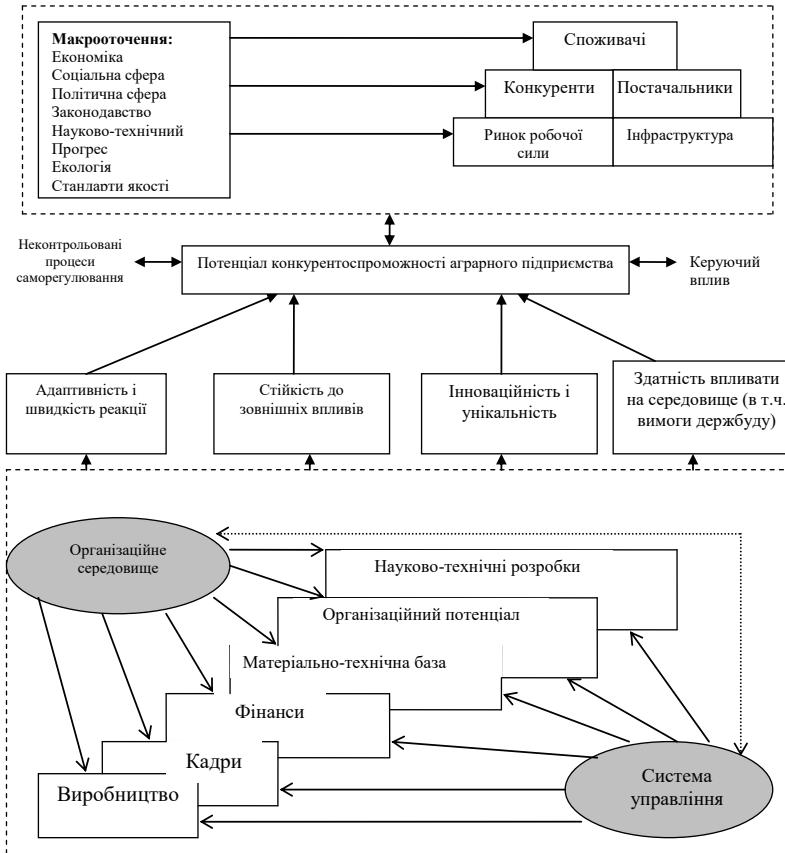 Макрооточення:
Економіка
Соціальна сфера
Політична сфера
Законодавство
Науково-технічний
Прогрес
Екологія
Стандарти якості
Споживачі
Конкуренти
Постачальники
Ринок робочої
сили
Інфраструктура
Неконтрольовані
процеси
саморегулювання
Потенціал конкурентоспроможності аграрного підприємства
Керуючий
вплив
Адаптивність і
швидкість реакції
Стійкість до
зовнішніх впливів
Інноваційність і
унікальність
Здатність впливати
на середовище (в т.ч.
вимоги держбуду)
Організаційне
середовище
Науково-технічні розробки
Організаційний потенціал
Матеріально-технічна база
Фінанси
Кадри
Виробництво
Система
управління